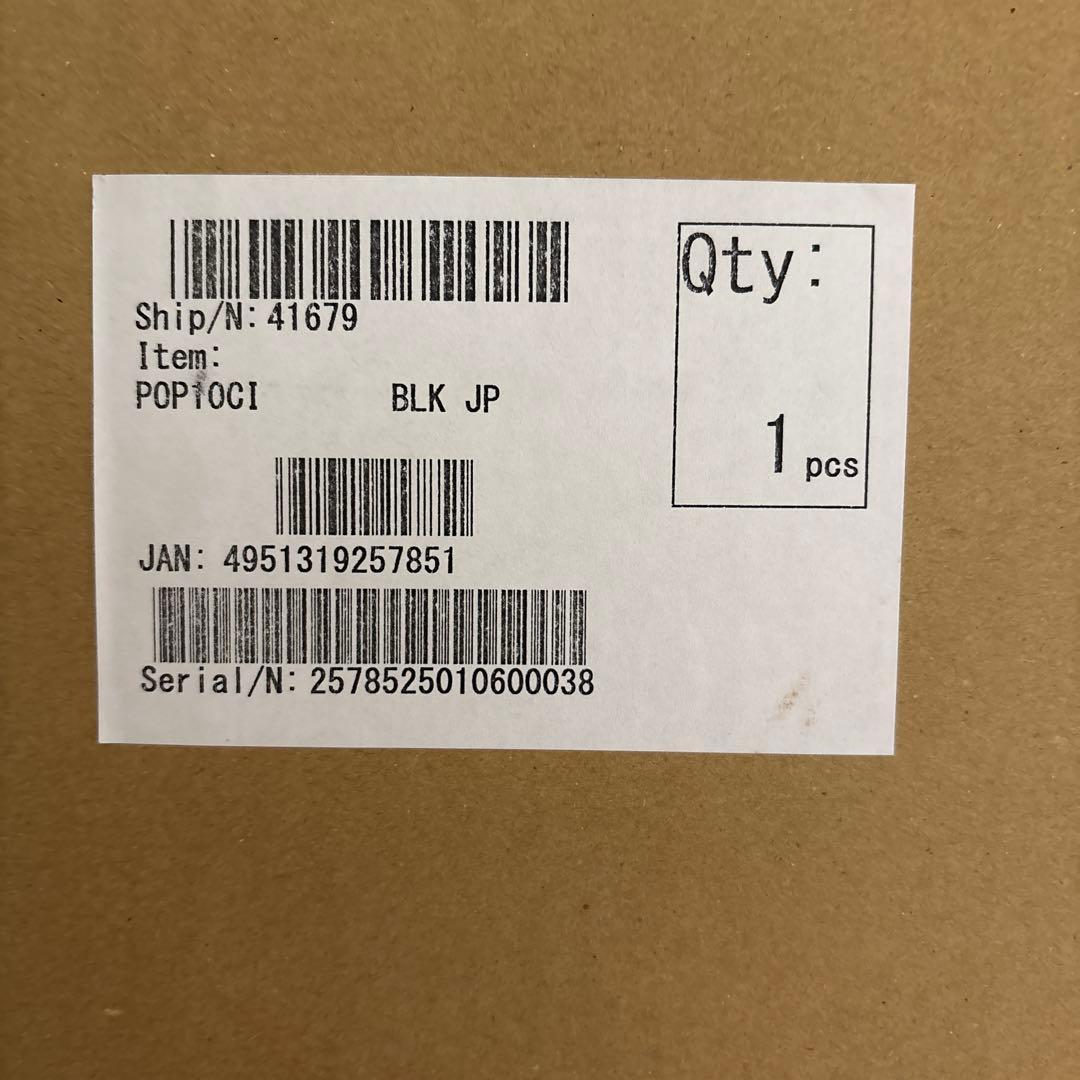 Ship/N: 41679
Item:
POP10CI BLK JP
JAN: 4951319257851
Serial/N: 2578525010600038
Qty:
1 pcs